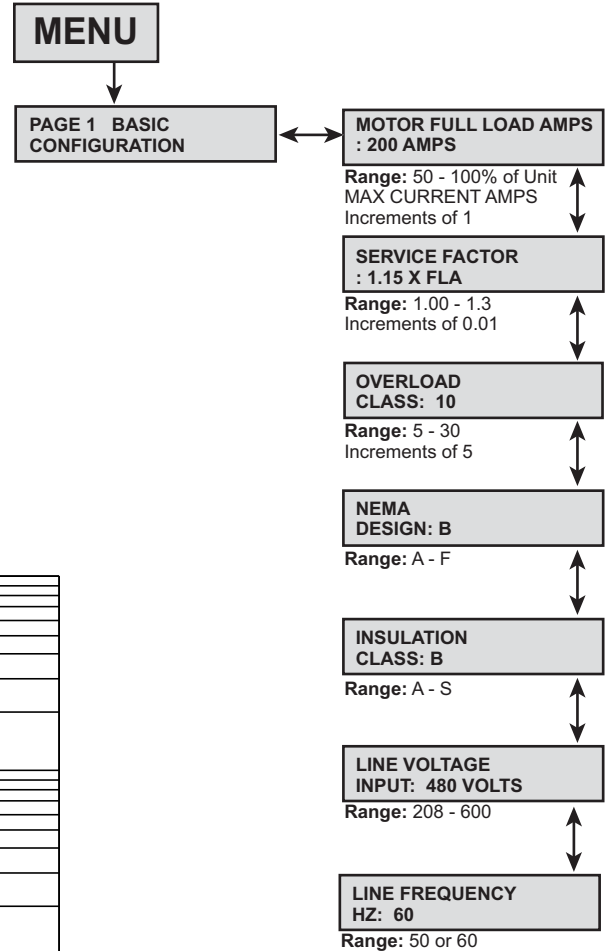 MENU
PAGE 1 BASIC
CONFIGURATION
MOTOR FULL LOAD AMPS
: 200 AMPS
Range: 50 - 100% of Unit
MAX CURRENT AMPS
Increments of 1
SERVICE FACTOR
: 1.15 X FLA
Range: 1.00 - 1.3
Increments of 0.01
OVERLOAD
CLASS: 10
Range: 5 - 30
Increments of 5
NEMA
DESIGN: B
Range: A - F
INSULATION
CLASS: B
Range: A - S
LINE VOLTAGE
INPUT: 480 VOLTS
Range: 208 - 600
LINE FREQUENCY
HZ: 60
Range: 50 or 60